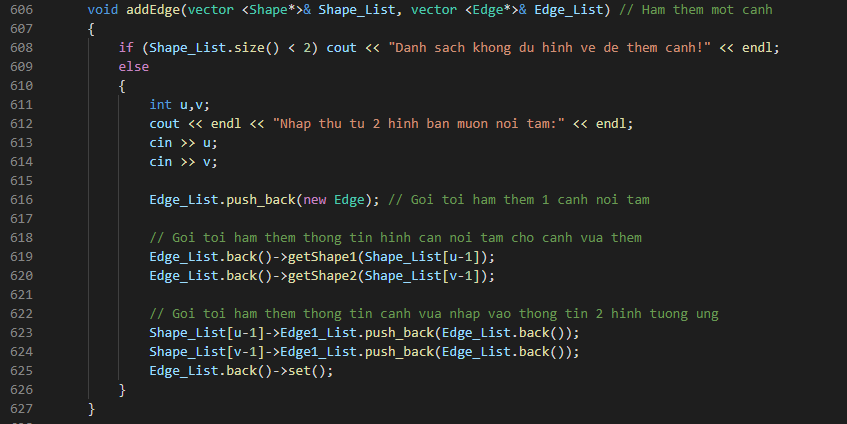 606 void addEdge(vector <Shape*>& Shape_List, vector <Edge*>& Edge_List) // Ham them mot canh
607 {
608 if (Shape_List.size() < 2) cout << "Danh sach khong du hinh ve de them canh!" << endl;
609 else
610 {
611 int u,v;
612 cout << endl << "Nhap thu tu 2 hinh ban muon noi tam:" << endl;
613 cin >> u;
614 cin >> v;
615
616 Edge_List.push_back(new Edge); // Goi toi ham them 1 canh noi tam
617
618 // Goi toi ham them thong tin hinh can noi tam cho canh vua them
619 Edge_List.back()->getShape1(Shape_List[u-1]);
620 Edge_List.back()->getShape2(Shape_List[v-1]);
621
622 // Goi toi ham them thong tin canh vua nhap vao thong tin 2 hinh tuong ung
623 Shape_List[u-1]->Edge1_List.push_back(Edge_List.back());
624 Shape_List[v-1]->Edge1_List.push_back(Edge_List.back());
625 Edge_List.back()->set();
626 }
627 }